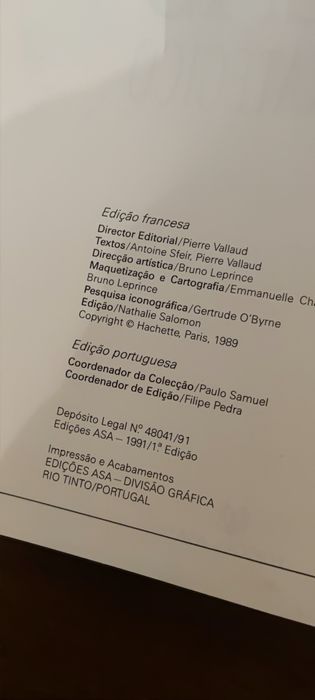 Edição francesa
Director Editorial/Pierre Vallaud
Textos/Antoine Sfeir, Pierre Vallaud
Direcção artística/Bruno Leprince
Maquetização e Cartografia/Emmanuelle
Bruno Leprince
Pesquisa iconográfica/Gertrude O'Byrne
Edição/Nathalie Salomon
Copyright © Hachette, Paris, 1989
Edição portuguesa
Coordenador da Colecção/Paulo Samuel
Coordenador de Edição/Filipe Pedra
Depósito Legal N.º 48041/91
Edições ASA – 1991/1.ª Edição
Impressão e Acabamentos
EDIÇÕES ASA – DIVISÃO GRÁFICA
RIO TINTO/PORTUGAL